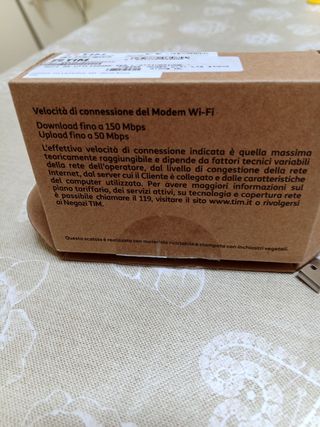 TIM
Velocità di connessione del Modem Wi-Fi
Download fino a 150 Mbps
Upload fino a 50 Mbps
L'effettiva velocità di connessione indicata è quella massima
teoricamente raggiungibile e dipende da fattori tecnici variabili
della rete dell'operatore, dal livello di congestione della rete
Internet, dal server cui il Cliente è collegato e dalle caratteristiche
del computer utilizzato. Per avere maggiori informazioni sul
piano tariffario, dei servizi attivi, su tecnologia e copertura rete
è possibile chiamare il 119, visitare il sito www.tim.it o rivolgersi
ai Negozi TIM.
Questa scatola è realizzata con materiale riciclabile e stampata con inchiostri vegetali.